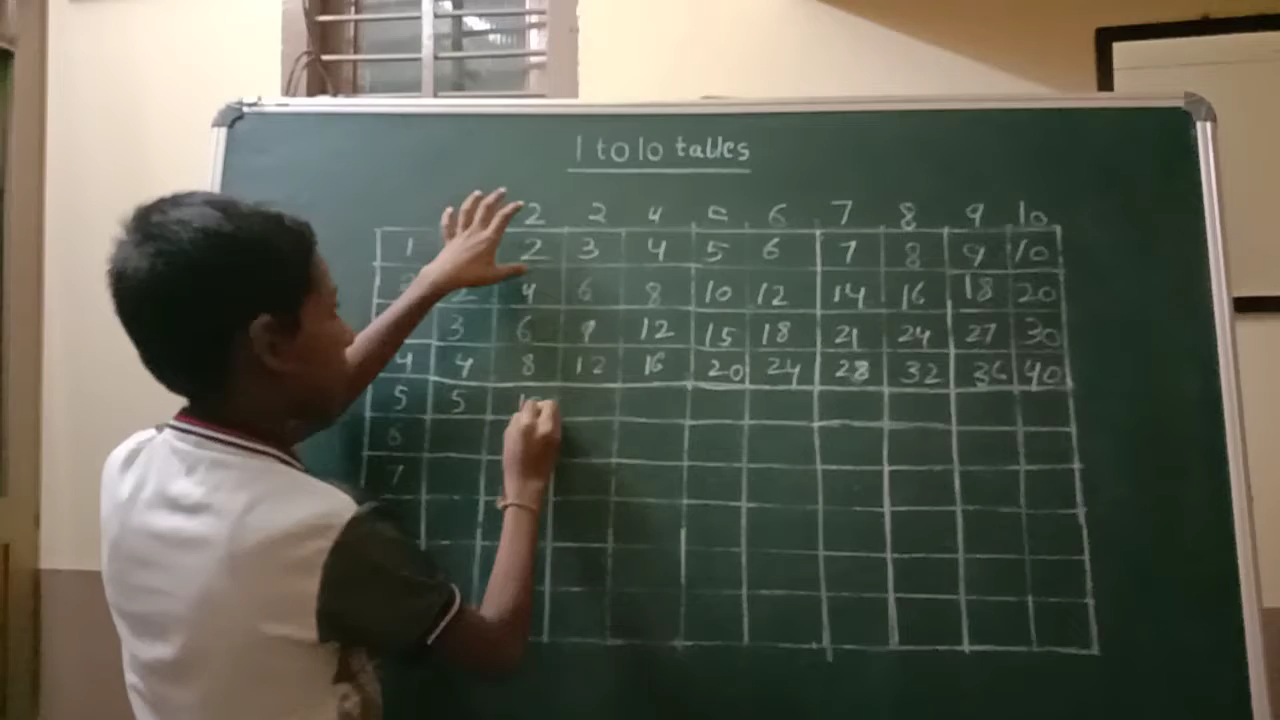 1 to 10 tables
2 3 4 5 6 7 8 9 10
1 2 3 4 5 6 7 8 9 10
2 2 4 6 8 10 12 14 16 18 20
3 6 9 12 15 18 21 24 27 30
4 4 8 12 16 20 24 28 32 36 40
5 5 10
6
7